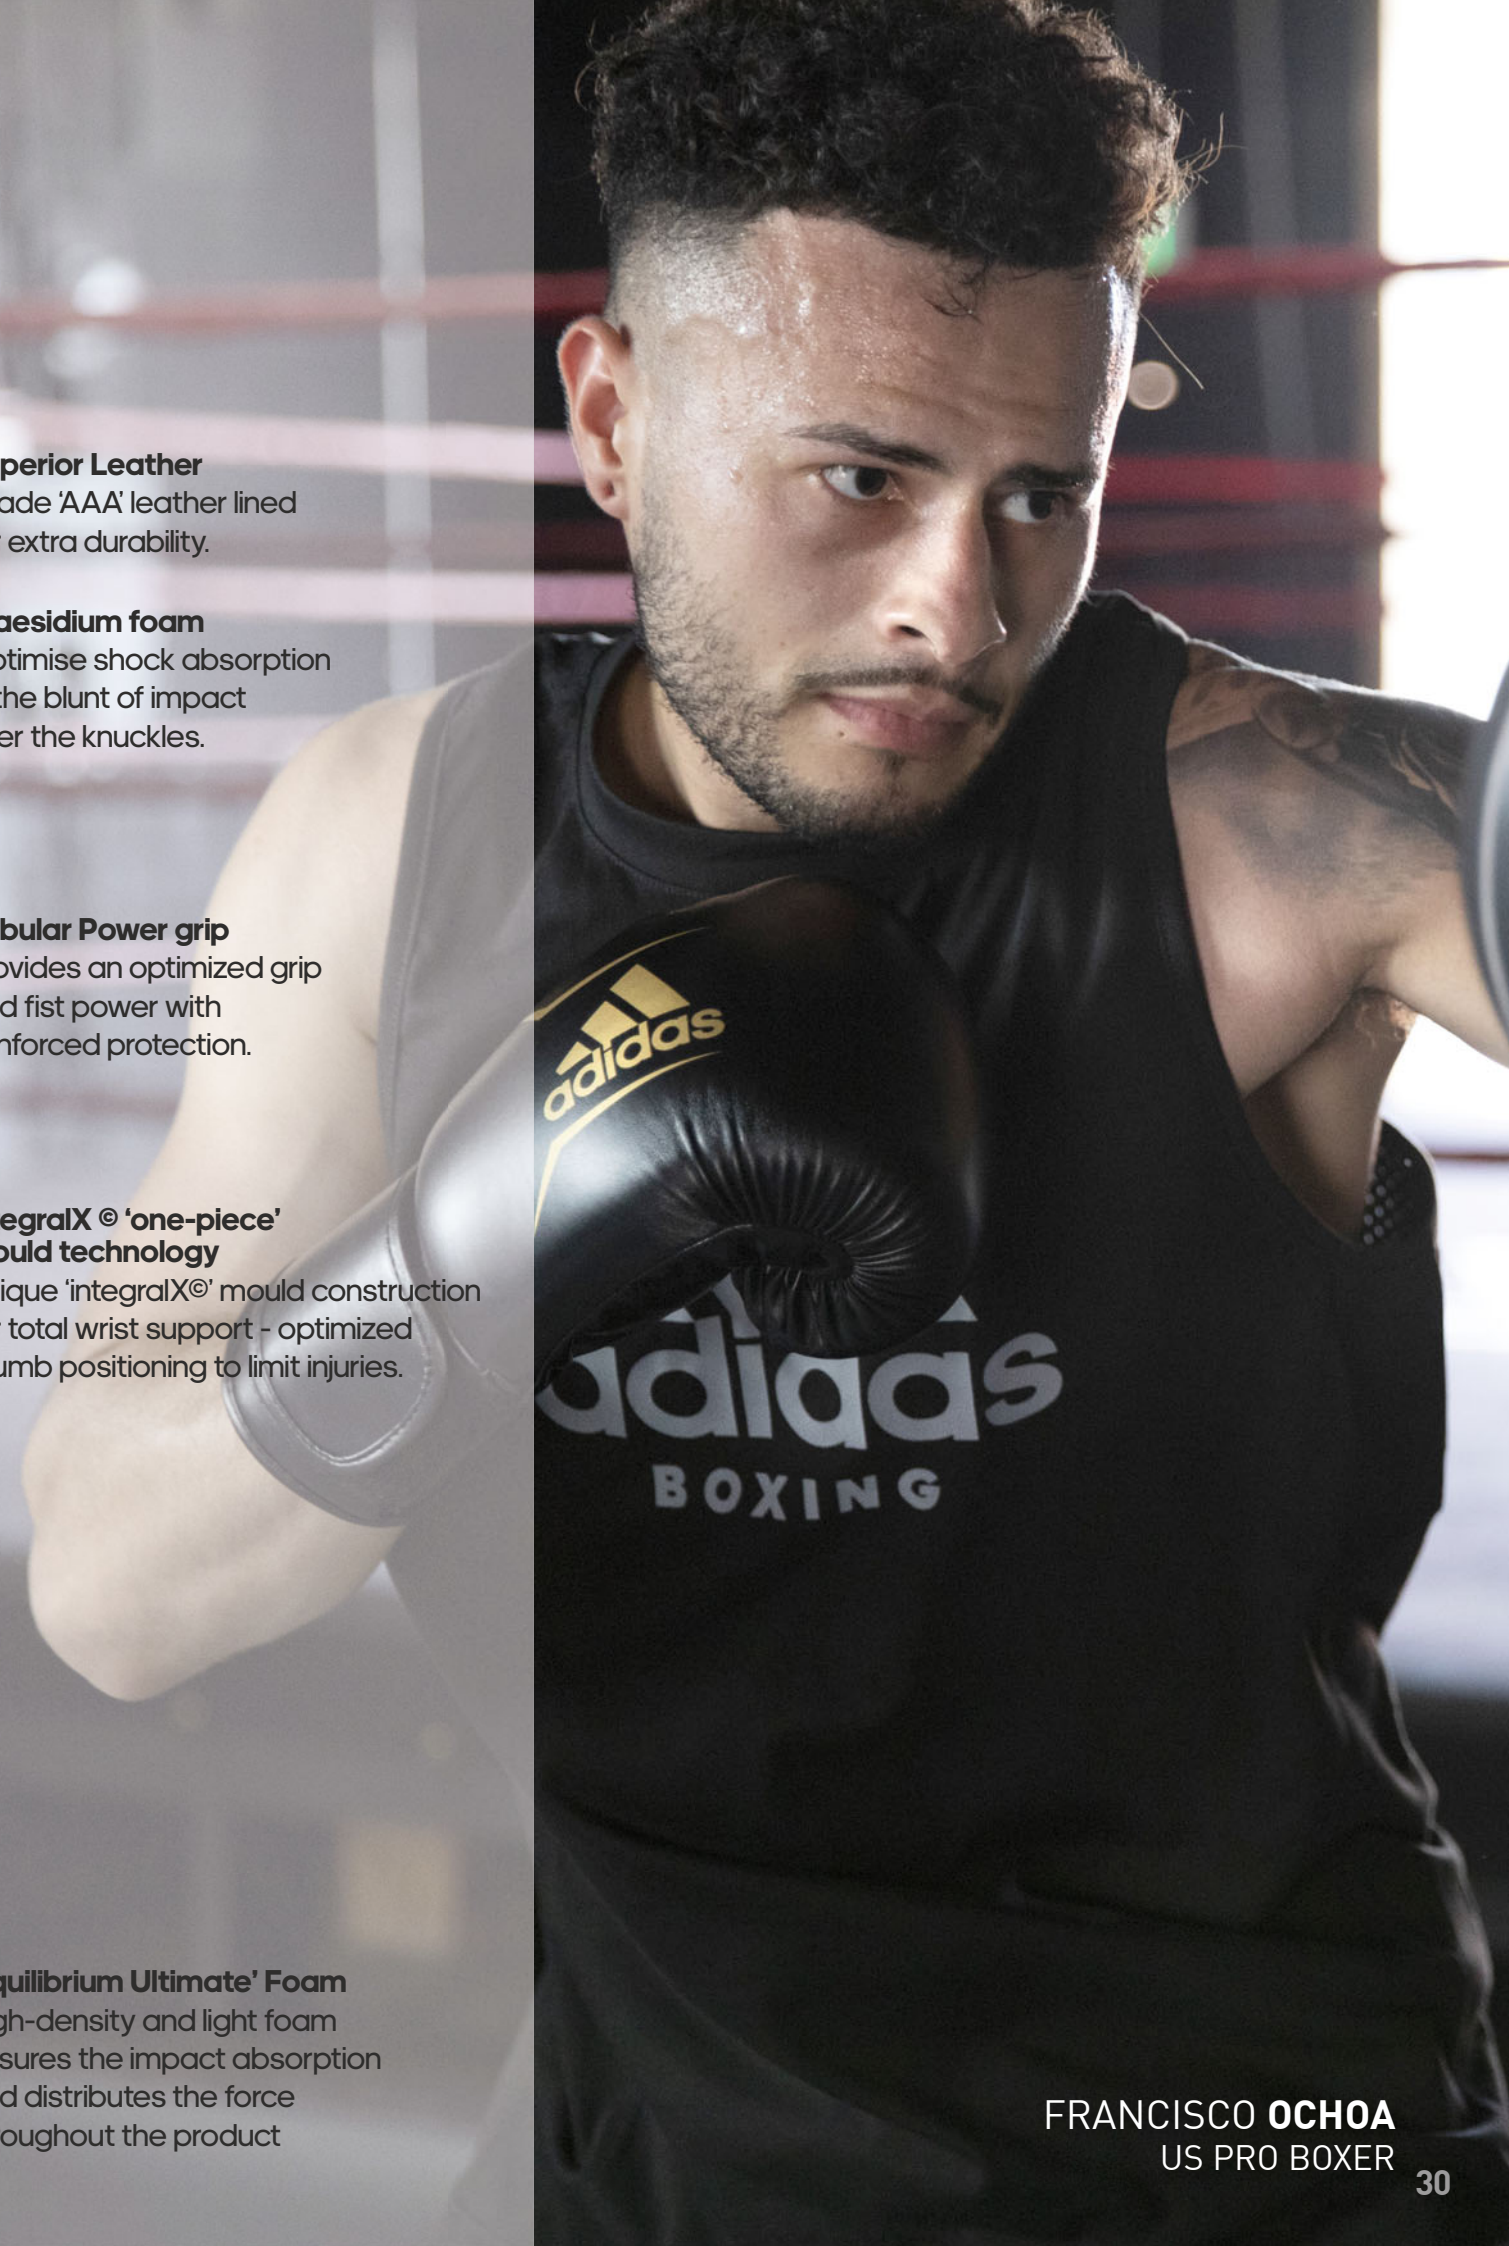 perior Leather
ade ‘AAA’ leather lined
extra durability.
aesidium foam
otimise shock absorption
the blunt of impact
er the knuckles.
bular Power grip
ovides an optimized grip
d fist power with
nforced protection.
tegralX © ‘one-piece’
ould technology
ique ‘integralX©’ mould construction
total wrist support - optimized
umb positioning to limit injuries.
quilibrium Ultimate’ Foam
gh-density and light foam
sures the impact absorption
d distributes the force
oughout the product
adidas
adidas
BOXING
FRANCISCO OCHOA
US PRO BOXER
30